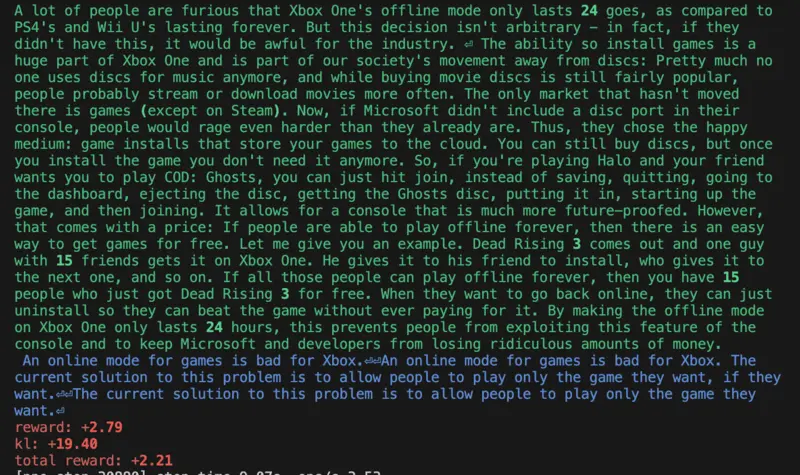 A lot of people are furious that Xbox One's offline mode only lasts 24 goes, as compared to
PS4's and Wii U's lasting forever. But this decision isn't arbitrary – in fact, if they
didn't have this, it would be awful for the industry. ⏎ The ability so install games is a
huge part of Xbox One and is part of our society's movement away from discs: Pretty much no
one uses discs for music anymore, and while buying movie discs is still fairly popular,
people probably stream or download movies more often. The only market that hasn't moved
there is games (except on Steam). Now, if Microsoft didn't include a disc port in their
console, people would rage even harder than they already are. Thus, they chose the happy
medium: game installs that store your games to the cloud. You can still buy discs, but once
you install the game you don't need it anymore. So, if you're playing Halo and your friend
wants you to play COD: Ghosts, you can just hit join, instead of saving, quitting, going to
the dashboard, ejecting the disc, getting the Ghosts disc, putting it in, starting up the
game, and then joining. It allows for a console that is much more future–proofed. However,
that comes with a price: If people are able to play offline forever, then there is an easy
way to get games for free. Let me give you an example. Dead Rising 3 comes out and one guy
with 15 friends gets it on Xbox One. He gives it to his friend to install, who gives it to
the next one, and so on. If all those people can play offline forever, then you have 15
people who just got Dead Rising 3 for free. When they want to go back online, they can just
uninstall so they can beat the game without ever paying for it. By making the offline mode
on Xbox One only lasts 24 hours, this prevents people from exploiting this feature of the
console and to keep Microsoft and developers from losing ridiculous amounts of money.
An online mode for games is bad for Xbox.⏎⏎An online mode for games is bad for Xbox. The
current solution to this problem is to allow people to play only the game they want, if they
want.⏎⏎The current solution to this problem is to allow people to play only the game they
want.⏎
reward: +2.79
kl: +19.40
total reward: +2.21